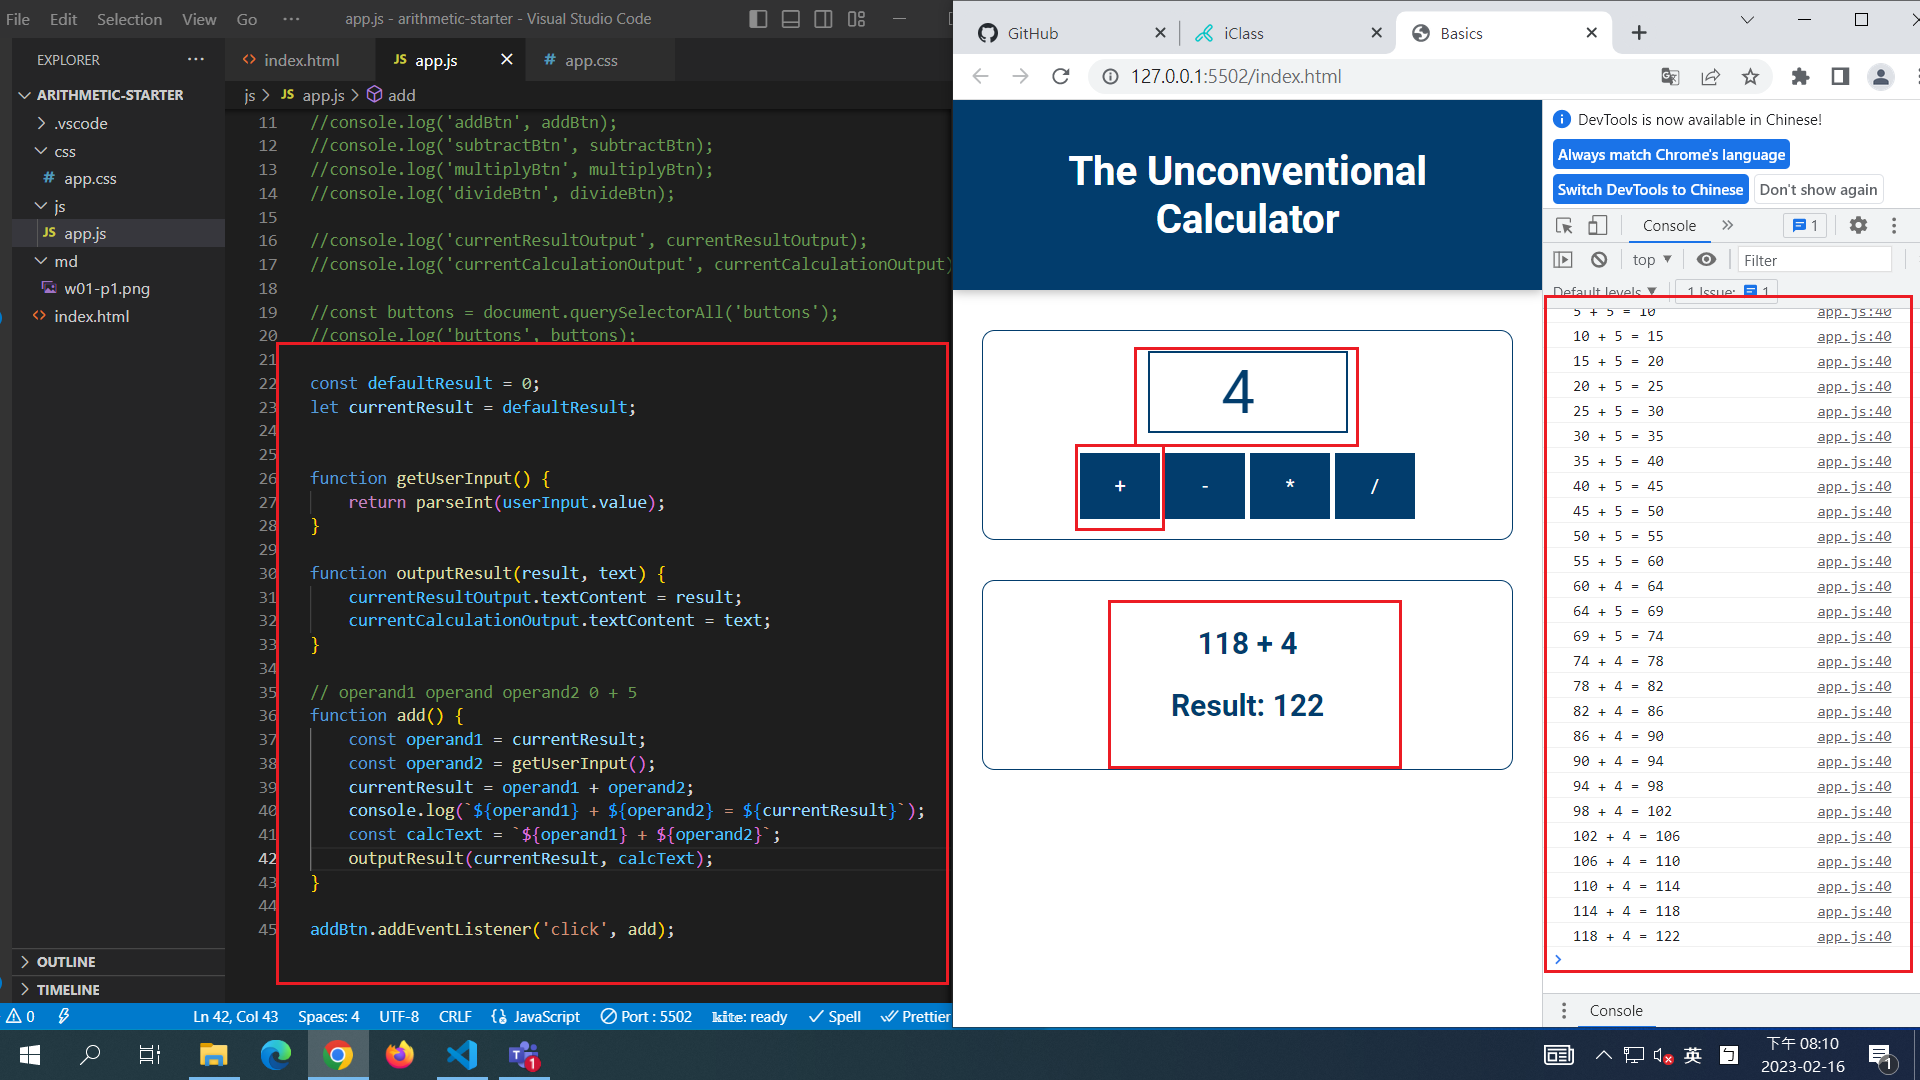 File Edit Selection View Go ··· app.js - arithmetic-starter - Visual Studio Code
EXPLORER ···
ARITHMETIC-STARTER
.vscode
css
# app.css
js
JS app.js
md
w01-p1.png
<> index.html
OUTLINE
TIMELINE
<> index.html
JS app.js ×
# app.css
js > JS app.js > add
11 //console.log('addBtn', addBtn);
12 //console.log('subtractBtn', subtractBtn);
13 //console.log('multiplyBtn', multiplyBtn);
14 //console.log('divideBtn', divideBtn);
15
16 //console.log('currentResultOutput', currentResultOutput);
17 //console.log('currentCalculationOutput', currentCalculationOutput)
18
19 //const buttons = document.querySelectorAll('buttons');
20 //console.log('buttons', buttons);
21
22 const defaultResult = 0;
23 let currentResult = defaultResult;
24
25
26 function getUserInput() {
27 return parseInt(userInput.value);
28 }
29
30 function outputResult(result, text) {
31 currentResultOutput.textContent = result;
32 currentCalculationOutput.textContent = text;
33 }
34
35 // operand1 operand operand2 0 + 5
36 function add() {
37 const operand1 = currentResult;
38 const operand2 = getUserInput();
39 currentResult = operand1 + operand2;
40 console.log(`${operand1} + ${operand2} = ${currentResult}`);
41 const calcText = `${operand1} + ${operand2}`;
42 outputResult(currentResult, calcText);
43 }
44
45 addBtn.addEventListener('click', add);
0 Ln 42, Col 43 Spaces: 4 UTF-8 CRLF JavaScript Port : 5502 kite: ready Spell Prettier
GitHub ×
iClass ×
Basics ×
+
127.0.0.1:5502/index.html
The Unconventional
Calculator
4
+ - * /
118 + 4
Result: 122
DevTools is now available in Chinese!
Always match Chrome's language
Switch DevTools to Chinese Don't show again
Console » 1
top ▼ Filter
Default levels ▼ 1 Issue: 1
5 + 5 = 10 app.js:40
10 + 5 = 15 app.js:40
15 + 5 = 20 app.js:40
20 + 5 = 25 app.js:40
25 + 5 = 30 app.js:40
30 + 5 = 35 app.js:40
35 + 5 = 40 app.js:40
40 + 5 = 45 app.js:40
45 + 5 = 50 app.js:40
50 + 5 = 55 app.js:40
55 + 5 = 60 app.js:40
60 + 4 = 64 app.js:40
64 + 5 = 69 app.js:40
69 + 5 = 74 app.js:40
74 + 4 = 78 app.js:40
78 + 4 = 82 app.js:40
82 + 4 = 86 app.js:40
86 + 4 = 90 app.js:40
90 + 4 = 94 app.js:40
94 + 4 = 98 app.js:40
98 + 4 = 102 app.js:40
102 + 4 = 106 app.js:40
106 + 4 = 110 app.js:40
110 + 4 = 114 app.js:40
114 + 4 = 118 app.js:40
118 + 4 = 122 app.js:40
>
Console
1
英
ㄅ
下午 08:10
2023-02-16
1